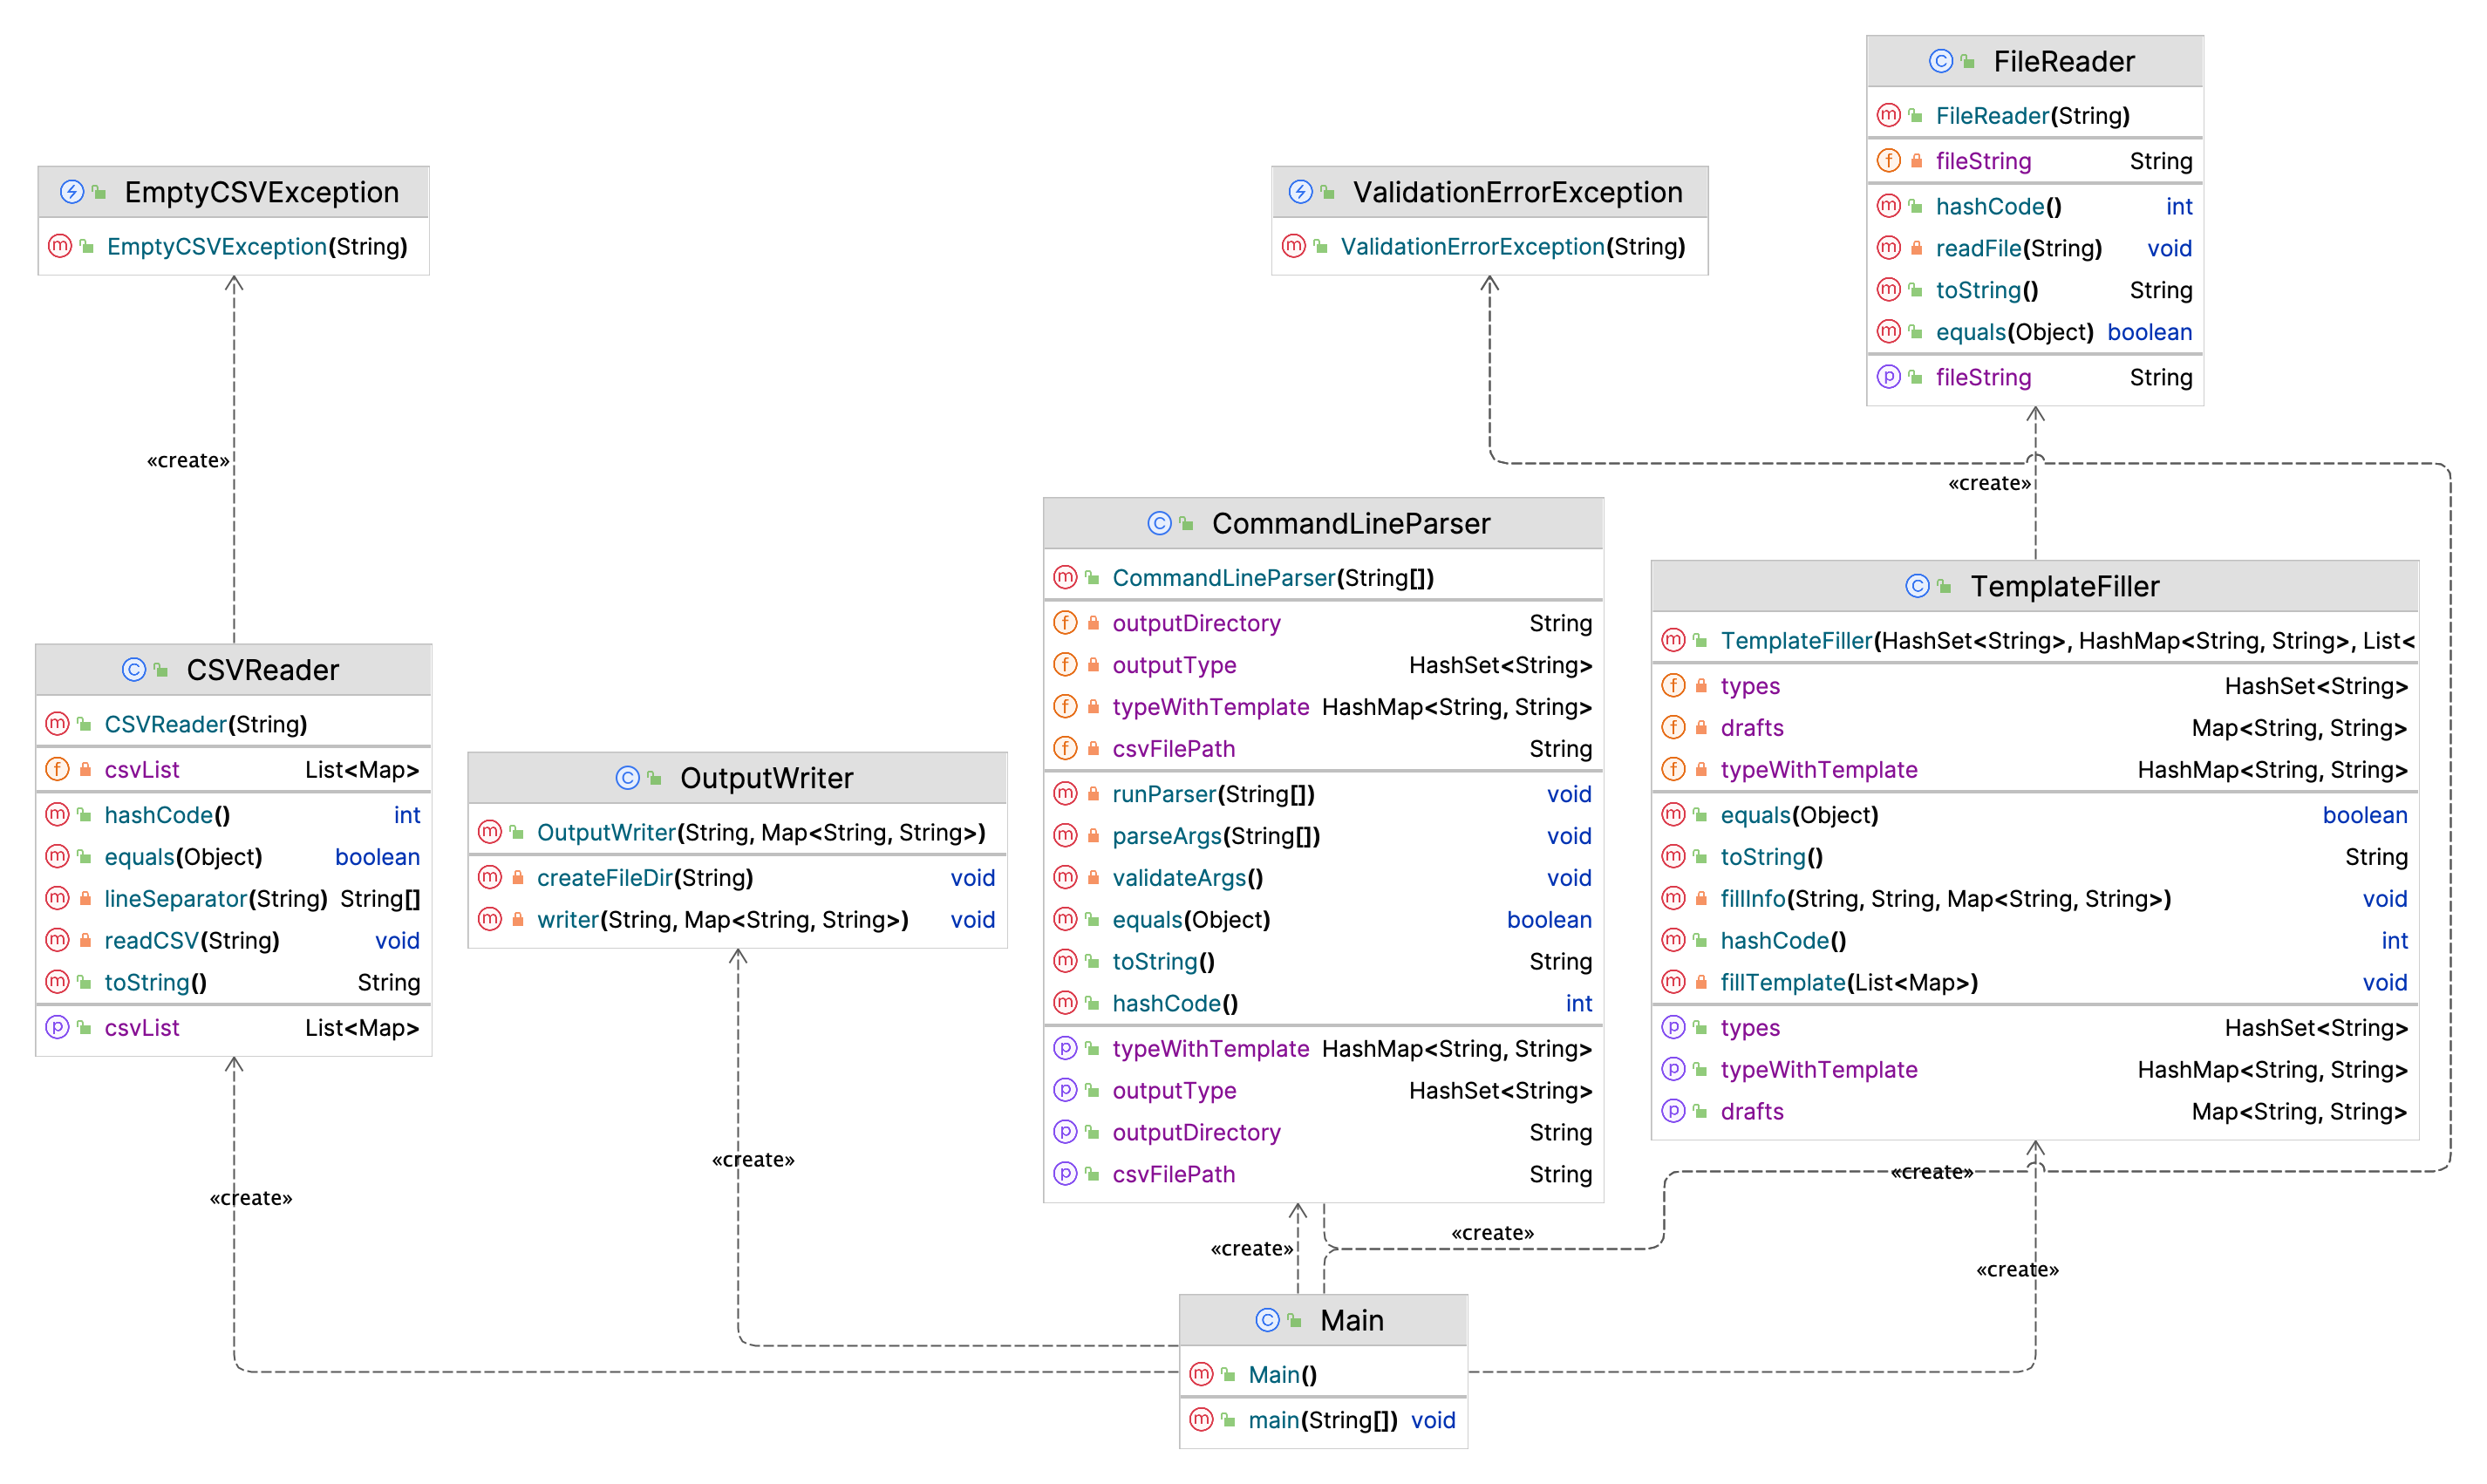 FileReader
FileReader(String)
fileString String
hashCode() int
readFile(String) void
toString() String
equals(Object) boolean
fileString String
EmptyCSVException
EmptyCSVException(String)
ValidationErrorException
ValidationErrorException(String)
«create»
«create»
CommandLineParser
CommandLineParser(String[])
outputDirectory String
outputType HashSet<String>
typeWithTemplate HashMap<String, String>
csvFilePath String
runParser(String[]) void
parseArgs(String[]) void
validateArgs() void
equals(Object) boolean
toString() String
hashCode() int
typeWithTemplate HashMap<String, String>
outputType HashSet<String>
outputDirectory String
csvFilePath String
TemplateFiller
TemplateFiller(HashSet<String>, HashMap<String, String>, List<
types HashSet<String>
drafts Map<String, String>
typeWithTemplate HashMap<String, String>
equals(Object) boolean
toString() String
fillInfo(String, String, Map<String, String>) void
hashCode() int
fillTemplate(List<Map>) void
types HashSet<String>
typeWithTemplate HashMap<String, String>
drafts Map<String, String>
CSVReader
CSVReader(String)
csvList List<Map>
hashCode() int
equals(Object) boolean
lineSeparator(String) String[]
readCSV(String) void
toString() String
csvList List<Map>
OutputWriter
OutputWriter(String, Map<String, String>)
createFileDir(String) void
writer(String, Map<String, String>) void
«create»
«create»
«create»
«create»
«create»
«create»
Main
Main()
main(String[]) void